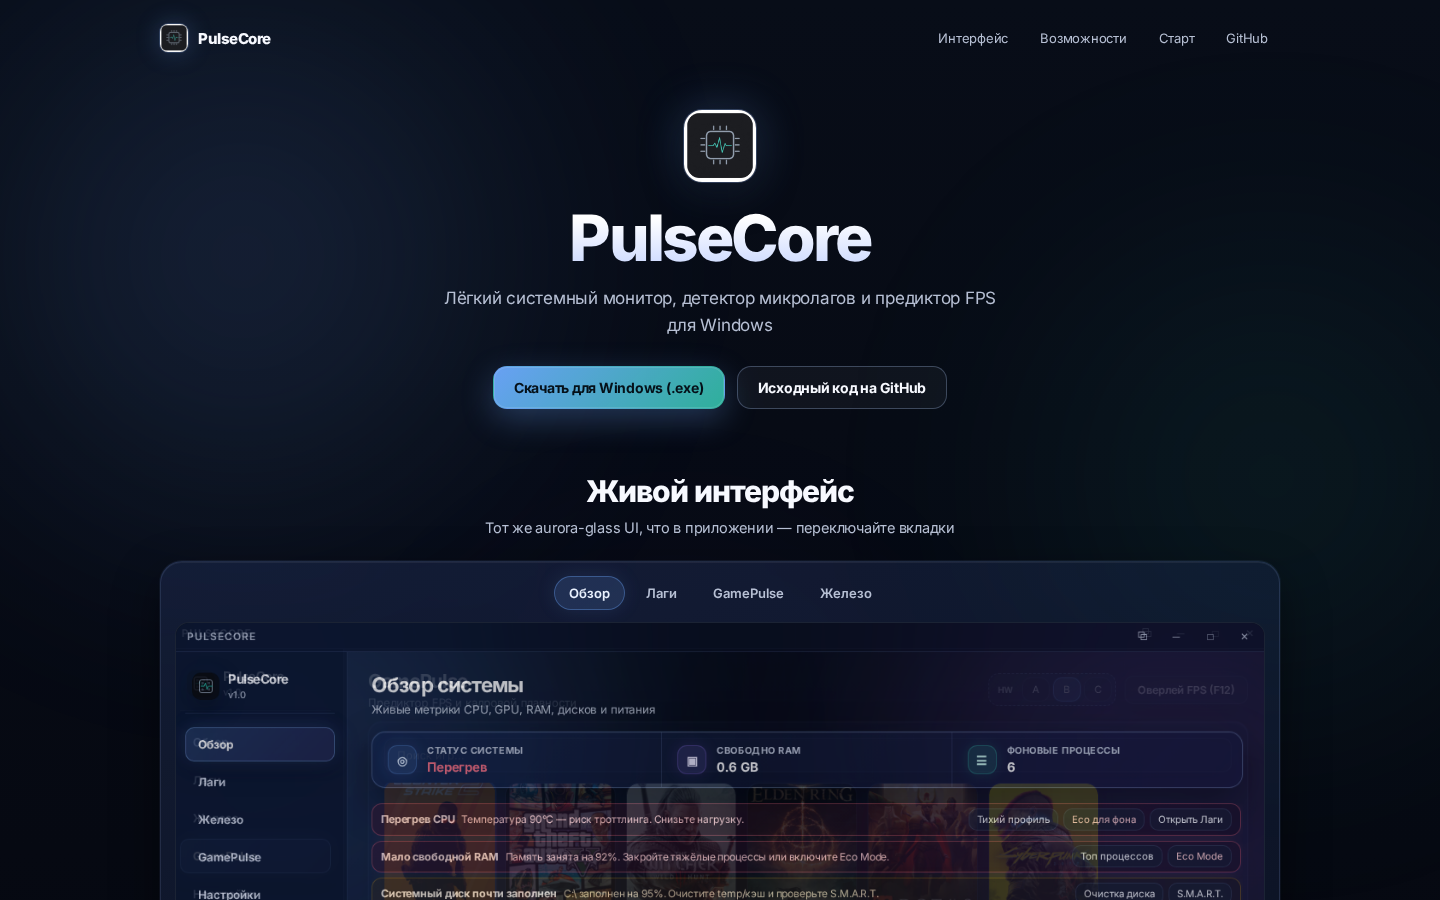 PulseCore
Интерфейс Возможности Старт GitHub
PulseCore
Лёгкий системный монитор, детектор микролагов и предиктор FPS
для Windows
Скачать для Windows (.exe) Исходный код на GitHub
Живой интерфейс
Тот же aurora-glass UI, что в приложении — переключайте вкладки
Обзор Лаги GamePulse Железо
PULSECORE
PulseCore
v1.0
Обзор системы
HW A B C Оверлей FPS (F12)
Живые метрики CPU, GPU, RAM, дисков и питания
Обзор
Лаги
Железо
GamePulse
Настройки
СТАТУС СИСТЕМЫ
Перегрев
СВОБОДНО RAM
0.6 GB
ФОНОВЫЕ ПРОЦЕССЫ
6
STRIKE
ELDEN RING
Перегрев CPU Температура 90°C — риск троттлинга. Снизьте нагрузку. Тихий профиль Eco для фона Открыть Лаги
Мало свободной RAM Память занята на 92%. Закройте тяжёлые процессы или включите Eco Mode. Топ процессов Eco Mode
Системный диск почти заполнен C:\ заполнен на 95%. Очистите temp/кэш и проверьте S.M.A.R.T. Очистка диска S.M.A.R.T.